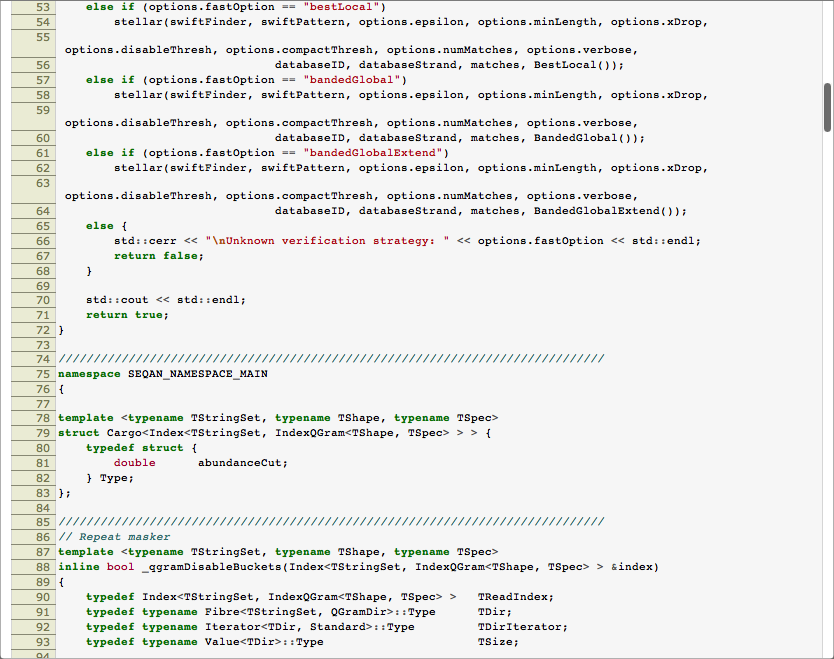 53 else if (options.fastOption == "bestLocal")
54 stellar(swiftFinder, swiftPattern, options.epsilon, options.minLength, options.xDrop,
55
options.disableThresh, options.compactThresh, options.numMatches, options.verbose,
56 databaseID, databaseStrand, matches, BestLocal());
57 else if (options.fastOption == "bandedGlobal")
58 stellar(swiftFinder, swiftPattern, options.epsilon, options.minLength, options.xDrop,
59
options.disableThresh, options.compactThresh, options.numMatches, options.verbose,
60 databaseID, databaseStrand, matches, BandedGlobal());
61 else if (options.fastOption == "bandedGlobalExtend")
62 stellar(swiftFinder, swiftPattern, options.epsilon, options.minLength, options.xDrop,
63
options.disableThresh, options.compactThresh, options.numMatches, options.verbose,
64 databaseID, databaseStrand, matches, BandedGlobalExtend());
65 else {
66 std::cerr << "\nUnknown verification strategy: " << options.fastOption << std::endl;
67 return false;
68 }
69
70 std::cout << std::endl;
71 return true;
72 }
73
74 //////////////////////////////////////////////////////////////////////////////
75 namespace SEQAN_NAMESPACE_MAIN
76 {
77
78 template <typename TStringSet, typename TShape, typename TSpec>
79 struct Cargo<Index<TStringSet, IndexQGram<TShape, TSpec> > > {
80 typedef struct {
81 double abundanceCut;
82 } Type;
83 };
84
85 //////////////////////////////////////////////////////////////////////////////
86 // Repeat masker
87 template <typename TStringSet, typename TShape, typename TSpec>
88 inline bool _qgramDisableBuckets(Index<TStringSet, IndexQGram<TShape, TSpec> > &index)
89 {
90 typedef Index<TStringSet, IndexQGram<TShape, TSpec> > TReadIndex;
91 typedef typename Fibre<TStringSet, QGramDir>::Type TDir;
92 typedef typename Iterator<TDir, Standard>::Type TDirIterator;
93 typedef typename Value<TDir>::Type TSize;
94